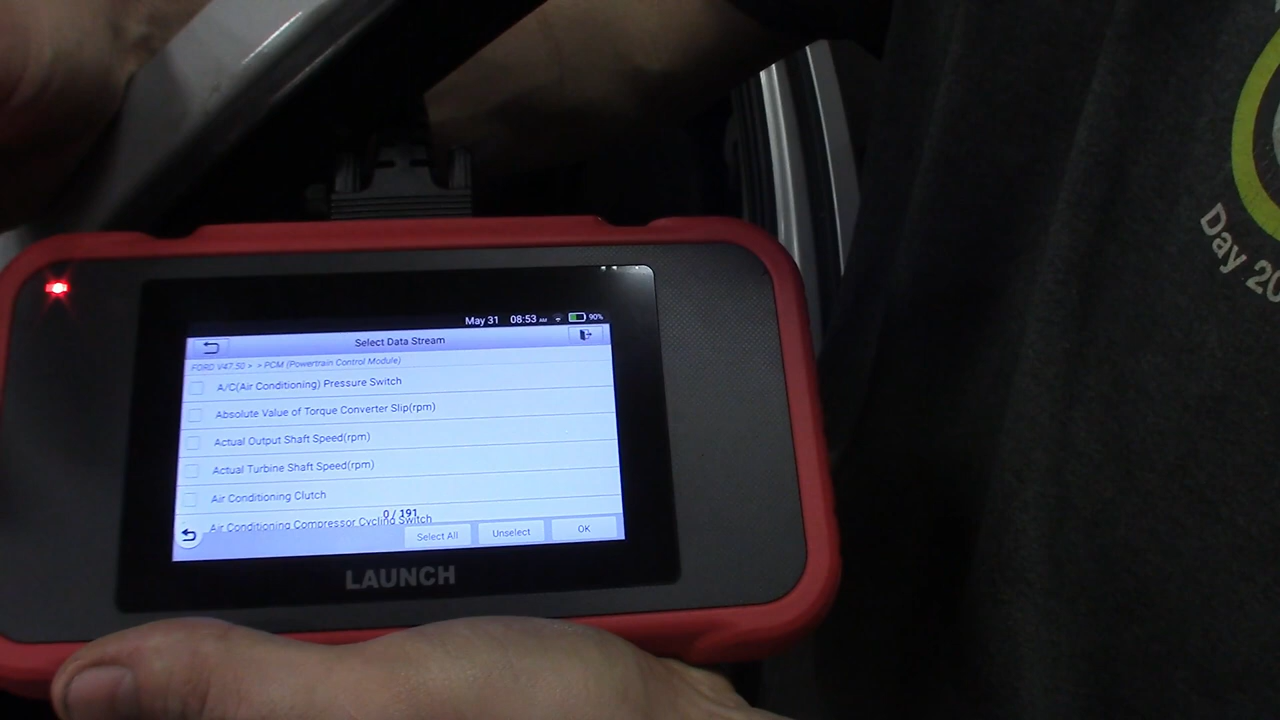 May 31 08:53 AM 90%
Select Data Stream
FORD V47.50 > > PCM (Powertrain Control Module)
A/C(Air Conditioning) Pressure Switch
Absolute Value of Torque Converter Slip(rpm)
Actual Output Shaft Speed(rpm)
Actual Turbine Shaft Speed(rpm)
Air Conditioning Clutch
0 / 191
Air Conditioning Compressor Cycling Switch
Select All Unselect OK
LAUNCH
Day